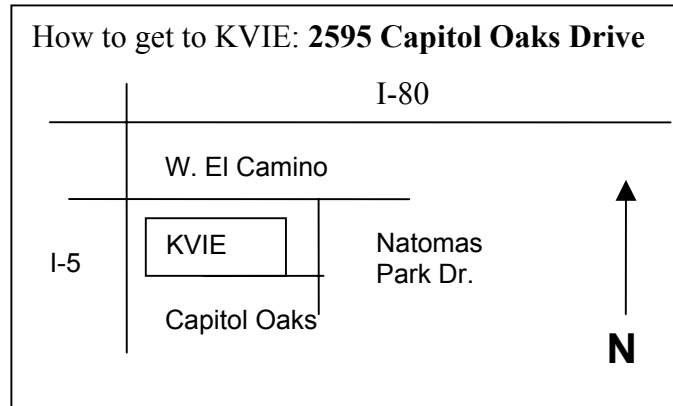 How to get to KVIE: 2595 Capitol Oaks Drive
I-80
W. El Camino
KVIE
Natomas
Park Dr.
I-5
Capitol Oaks
N